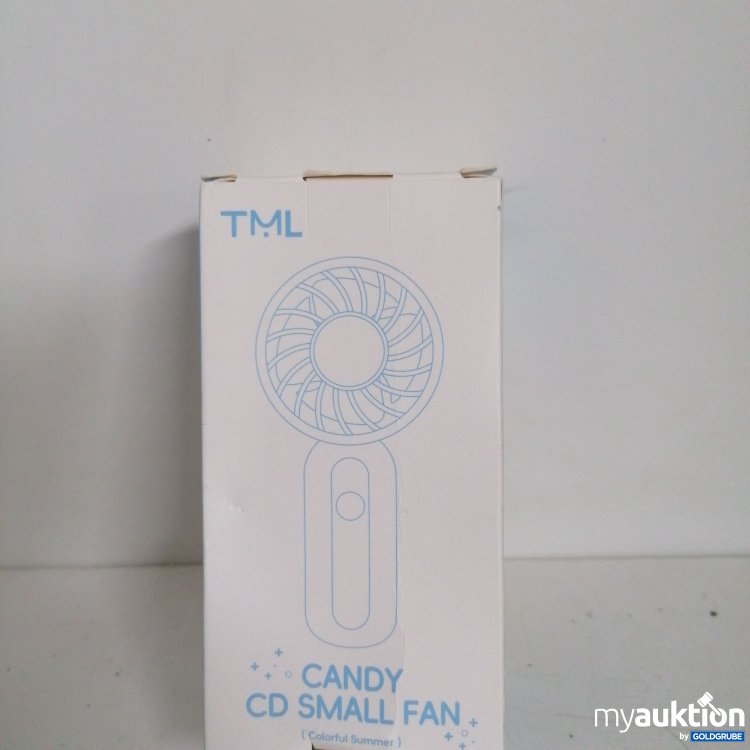 TML
CANDY
CD SMALL FAN
( Colorful Summer )
myauktion
by GOLDGRUBE